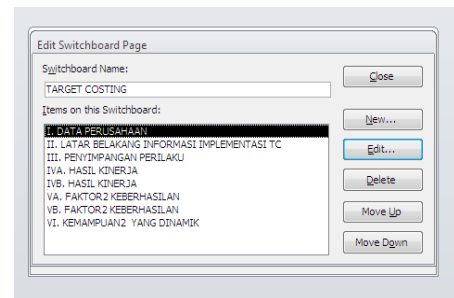 Edit Switchboard Page
Switchboard Name:
Close
TARGET COSTING
Items on this Switchboard:
New...
I. DATA PERUSAHAAN
II. LATAR BELAKANG INFORMASI IMPLEMENTASI TC
Edit...
III. PENYIMPANGAN PERILAKU
IVA. HASIL KINERJA
IVB. HASIL KINERJA
Delete
VA. FAKTOR2 KEBERHASILAN
VB. FAKTOR2 KEBERHASILAN
Move Up
VI. KEMAMPUAN2 YANG DINAMIK
Move Down